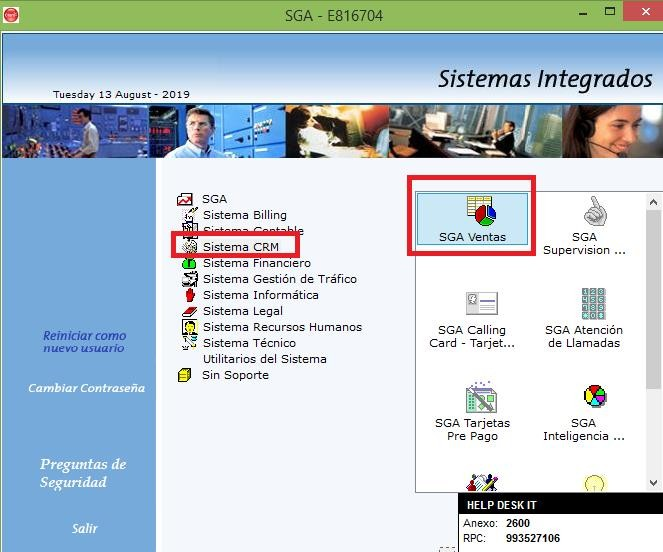 SGA - E816704
Sistemas Integrados
Tuesday 13 August - 2019
SGA
Sistema Billing
Sistema Contable
Sistema CRM
Sistema Financiero
Sistema Gestión de Tráfico
Sistema Informática
Sistema Legal
Sistema Recursos Humanos
Sistema Técnico
Utilitarios del Sistema
Sin Soporte
SGA Ventas
SGA
Supervision ...
SGA Calling
Card - Tarjet...
SGA Atención
de Llamadas
SGA Tarjetas
Pre Pago
SGA
Inteligencia ...
Reiniciar como
nuevo usuario
Cambiar Contraseña
Preguntas de
Seguridad
Salir
HELP DESK IT
Anexo: 2600
RPC: 993527106